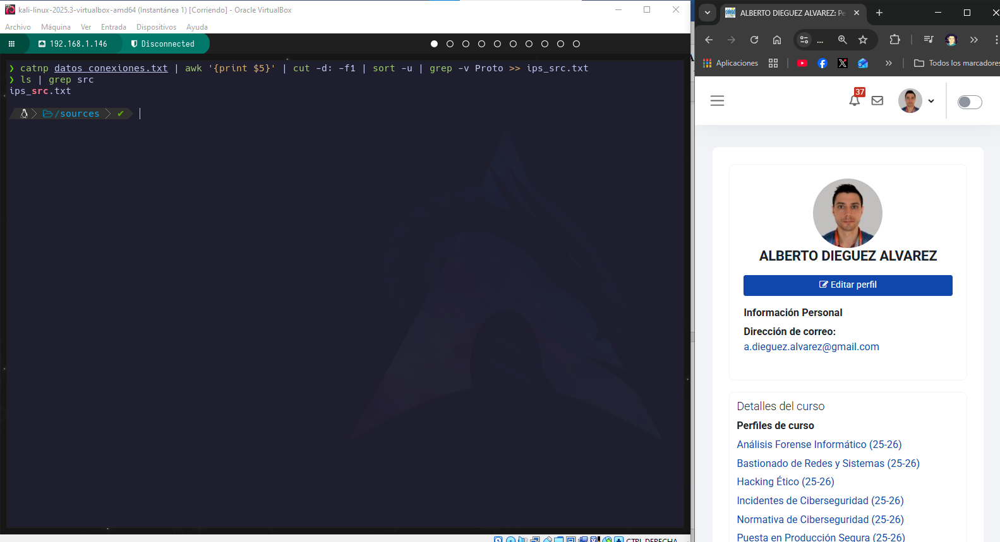 kali-linux-2025.3-virtualbox-amd64 (Instantánea 1) [Corriendo] - Oracle VirtualBox
Archivo Máquina Ver Entrada Dispositivos Ayuda
192.168.1.146 Disconnected
❯ catnp datos_conexiones.txt | awk '{print $5}' | cut -d: -f1 | sort -u | grep -v Proto >> ips_src.txt
❯ ls | grep src
ips_src.txt
/sources ✔
CTRL DERECHA
ALBERTO DIEGUEZ ALVAREZ: Pe
...
Aplicaciones
Todos los marcadores
37
ALBERTO DIEGUEZ ALVAREZ
Editar perfil
Información Personal
Dirección de correo:
a.dieguez.alvarez@gmail.com
Detalles del curso
Perfiles de curso
Análisis Forense Informático (25-26)
Bastionado de Redes y Sistemas (25-26)
Hacking Ético (25-26)
Incidentes de Ciberseguridad (25-26)
Normativa de Ciberseguridad (25-26)
Puesta en Producción Segura (25-26)